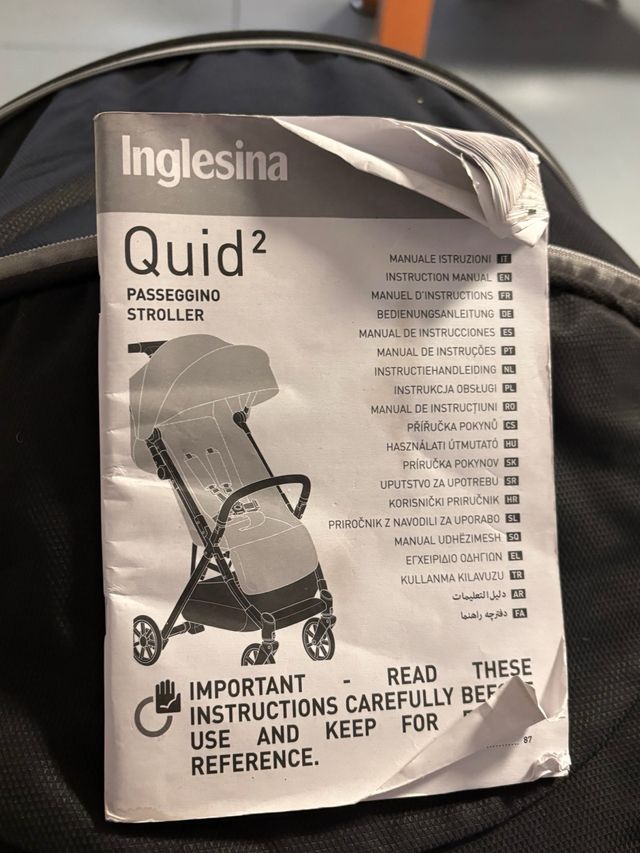 Inglesina
Quid²
PASSEGGINO
STROLLER
MANUALE ISTRUZIONI IT
INSTRUCTION MANUAL EN
MANUEL D'INSTRUCTIONS FR
BEDIENUNGSANLEITUNG DE
MANUAL DE INSTRUCCIONES ES
MANUAL DE INSTRUÇÕES PT
INSTRUCTIEHANDLEIDING NL
INSTRUKCJA OBSŁUGI PL
MANUAL DE INSTRUCȚIUNI RO
PŘÍRUČKA POKYNŮ CS
HASZNÁLATI ÚTMUTATÓ HU
PRÍRUČKA POKYNOV SK
UPUTSTVO ZA UPOTREBU SR
KORISNIČKI PRIRUČNIK HR
PRIROČNIK Z NAVODILI ZA UPORABO SL
MANUAL UDHËZIMESH SQ
ΕΓΧΕΙΡΙΔΙΟ ΟΔΗΓΙΩΝ EL
KULLANMA KILAVUZU TR
دليل التعليمات AR
دفترچه راهنما FA
IMPORTANT - READ THESE
INSTRUCTIONS CAREFULLY
USE AND KEEP FOR
REFERENCE.
87